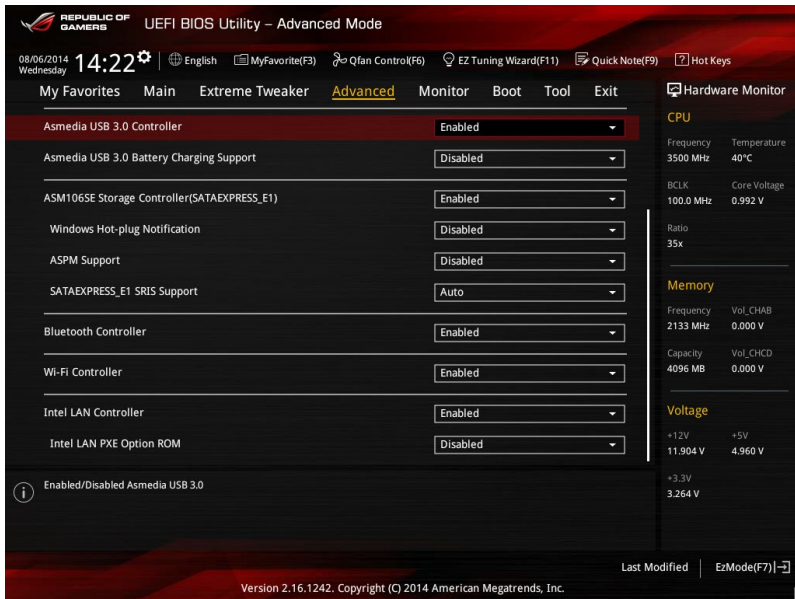 REPUBLIC OF
GAMERS
UEFI BIOS Utility – Advanced Mode
08/06/2014
Wednesday
14:22
English
MyFavorite(F3)
Qfan Control(F6)
EZ Tuning Wizard(F11)
Quick Note(F9)
? Hot Keys
My Favorites Main Extreme Tweaker Advanced Monitor Boot Tool Exit
Asmedia USB 3.0 Controller Enabled
Asmedia USB 3.0 Battery Charging Support Disabled
ASM106SE Storage Controller(SATAEXPRESS_E1) Enabled
Windows Hot-plug Notification Disabled
ASPM Support Disabled
SATAEXPRESS_E1 SRIS Support Auto
Bluetooth Controller Enabled
Wi-Fi Controller Enabled
Intel LAN Controller Enabled
Intel LAN PXE Option ROM Disabled
i Enabled/Disabled Asmedia USB 3.0
Hardware Monitor
CPU
Frequency Temperature
3500 MHz 40°C
BCLK Core Voltage
100.0 MHz 0.992 V
Ratio
35x
Memory
Frequency Vol_CHAB
2133 MHz 0.000 V
Capacity Vol_CHCD
4096 MB 0.000 V
Voltage
+12V +5V
11.904 V 4.960 V
+3.3V
3.264 V
Last Modified EzMode(F7)
Version 2.16.1242. Copyright (C) 2014 American Megatrends, Inc.